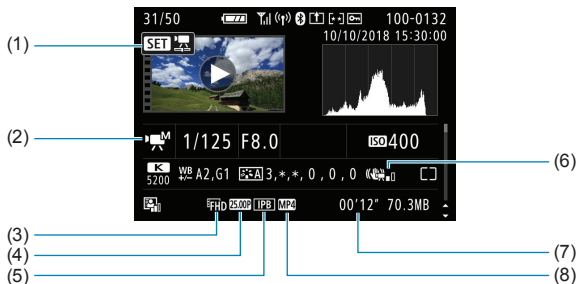 31/50 100-0132
10/10/2018 15:30:00
(1) SET
(2) M 1/125 F8.0 ISO 400
(6)
K 5200 WB +/- A2,G1 A 3,*,*,0,0,0
FHD 25.00P IPB MP4 00'12" 70.3MB
(3)
(4)
(5)
(7)
(8)